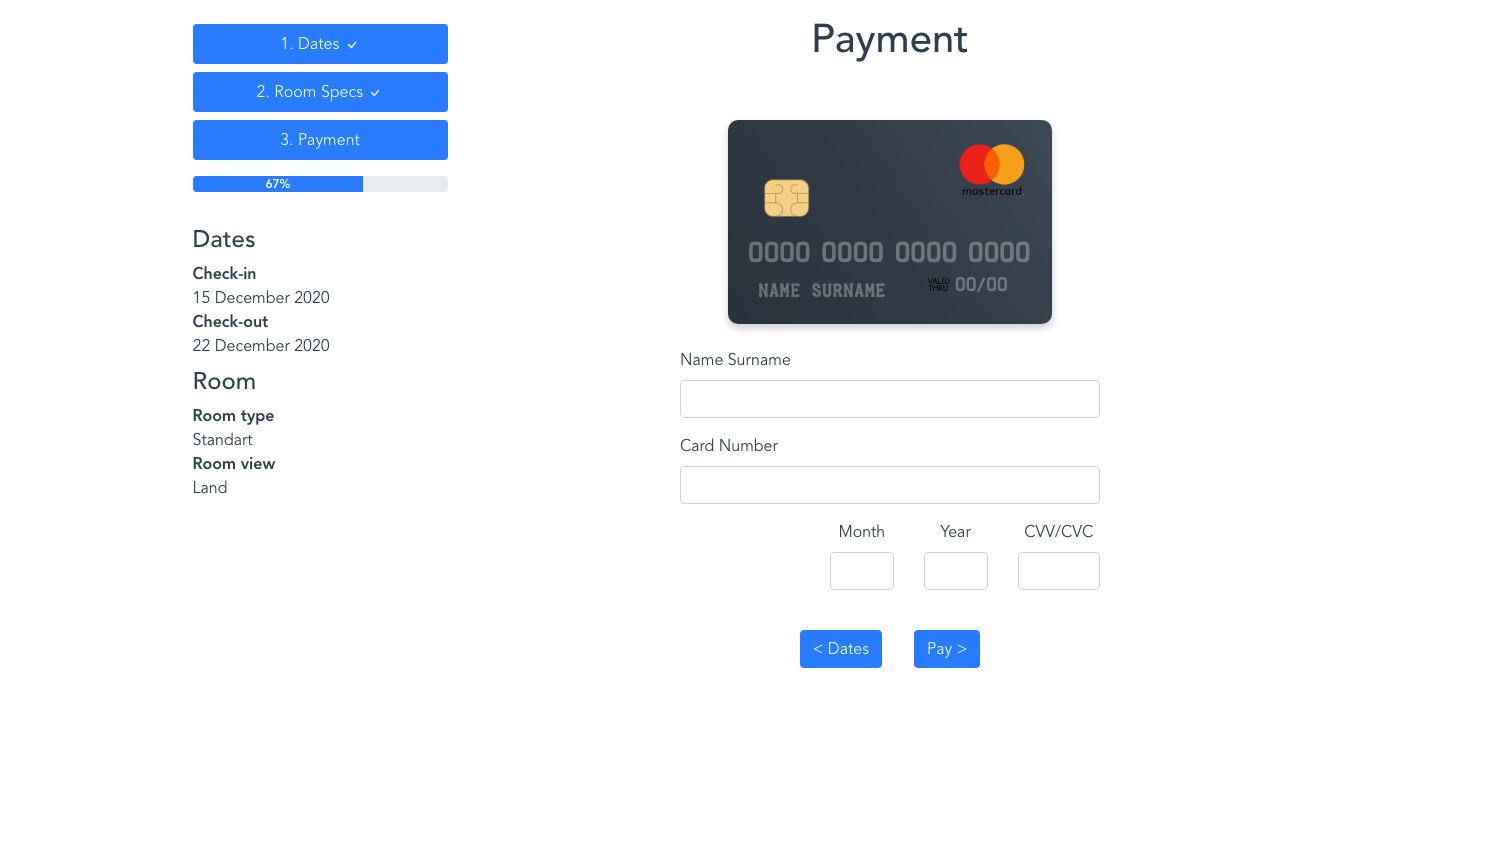 1. Dates ✓
2. Room Specs ✓
3. Payment
67%
Dates
Check-in
15 December 2020
Check-out
22 December 2020
Room
Room type
Standart
Room view
Land
Payment
mastercard
0000 0000 0000 0000
NAME SURNAME
VALID
THRU
00/00
Name Surname
Card Number
Month
Year
CVV/CVC
< Dates
Pay >